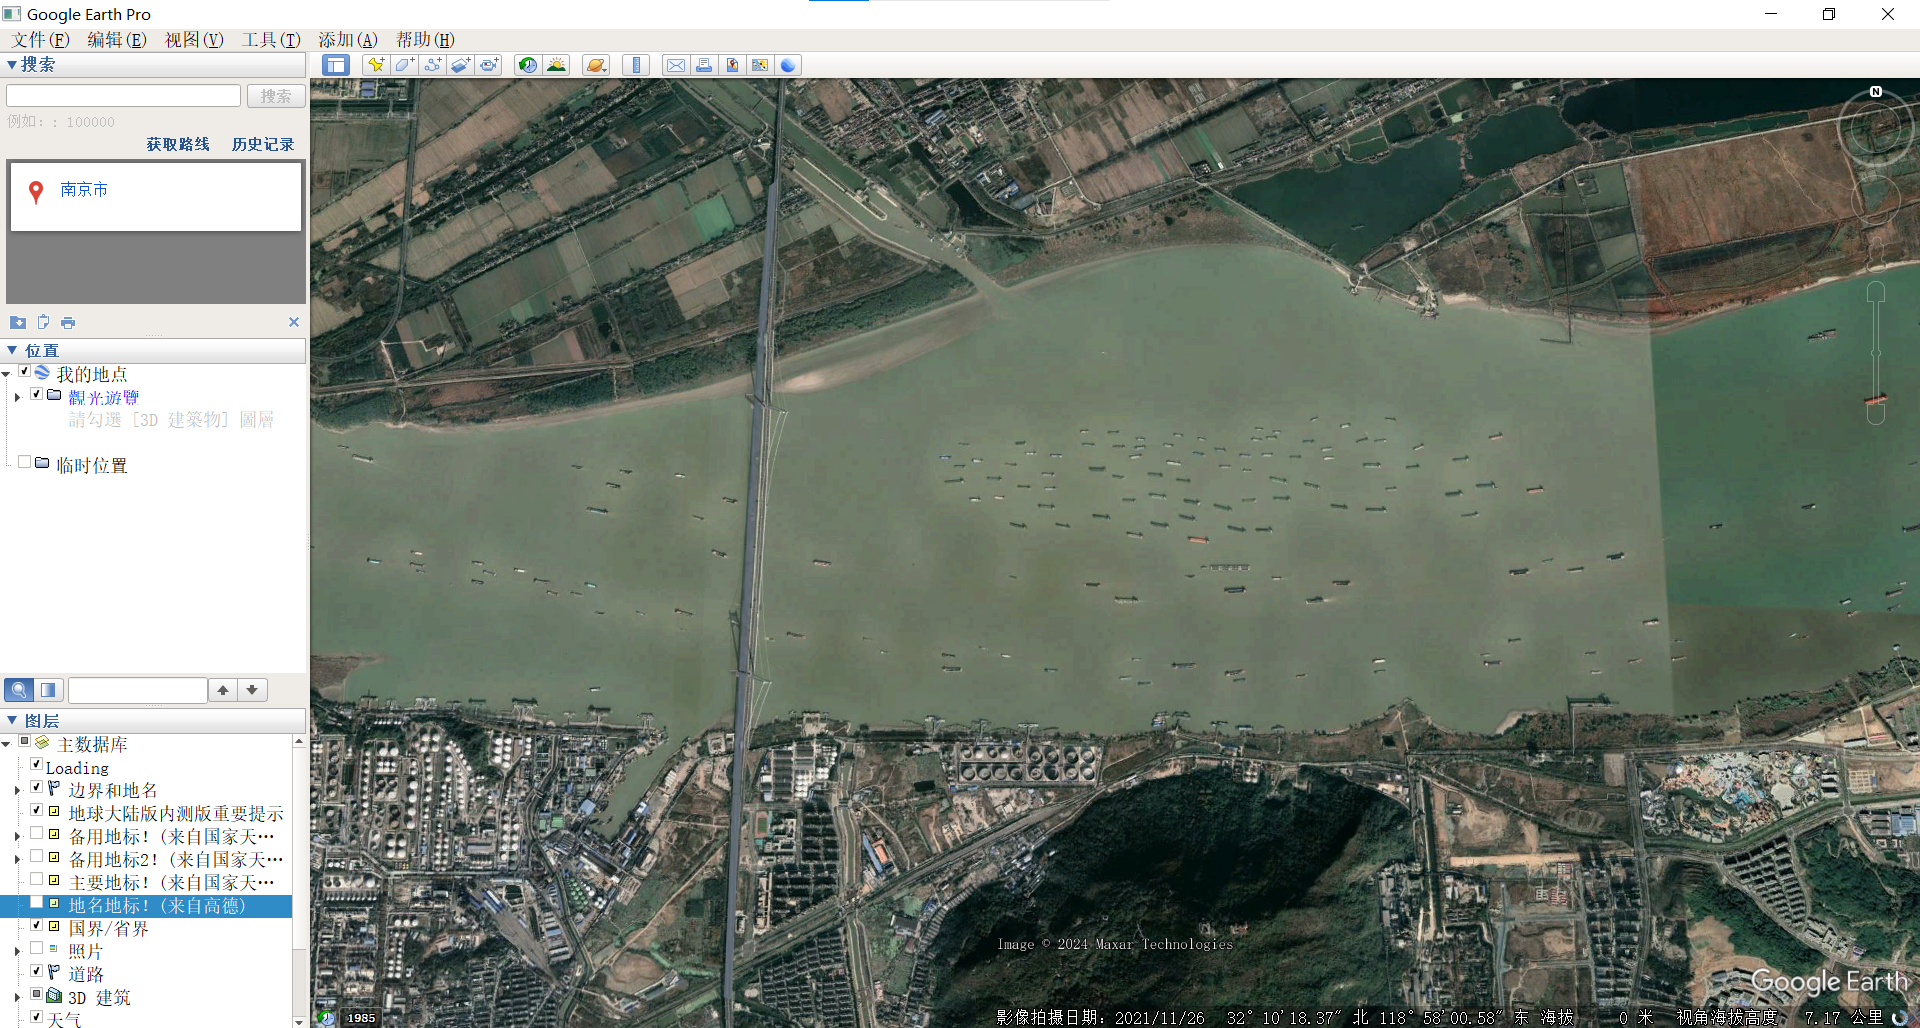 Google Earth Pro
文件(F) 编辑(E) 视图(V) 工具(T) 添加(A) 帮助(H)
搜索
搜索
例如：: 100000
获取路线 历史记录
南京市
位置
我的地点
觀光遊覽
請勾選 [3D 建築物] 圖層
临时位置
图层
主数据库
Loading
边界和地名
地球大陆版内测版重要提示
备用地标！(来自国家天…
备用地标2！(来自国家天…
主要地标！(来自国家天…
地名地标！(来自高德)
国界/省界
照片
道路
3D 建筑
天气
N
Image © 2024 Maxar Technologies
Google Earth
1985
影像拍摄日期: 2021/11/26 32° 10'18.37" 北 118° 58'00.58" 东 海拔 0 米 视角海拔高度 7.17 公里